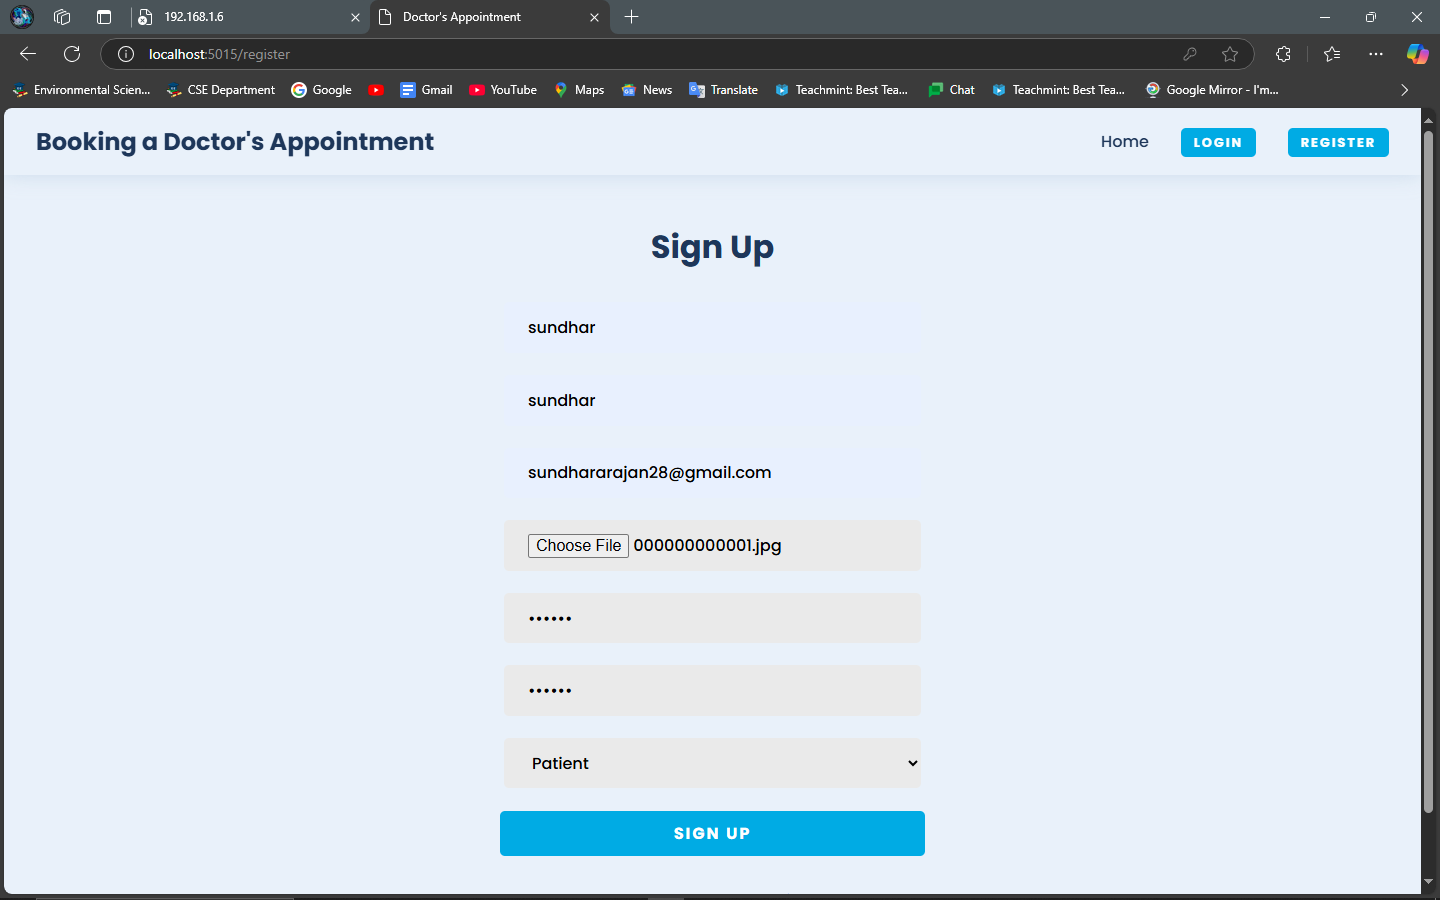 192.168.1.6
Doctor's Appointment
localhost:5015/register
Environmental Scien...
CSE Department
Google
Gmail
YouTube
Maps
News
Translate
Teachmint: Best Tea...
Chat
Teachmint: Best Tea...
Google Mirror - I'm...
Booking a Doctor's Appointment
Home
LOGIN
REGISTER
Sign Up
sundhar
sundhar
sundhararajan28@gmail.com
Choose File 000000000001.jpg
••••••
••••••
Patient
SIGN UP